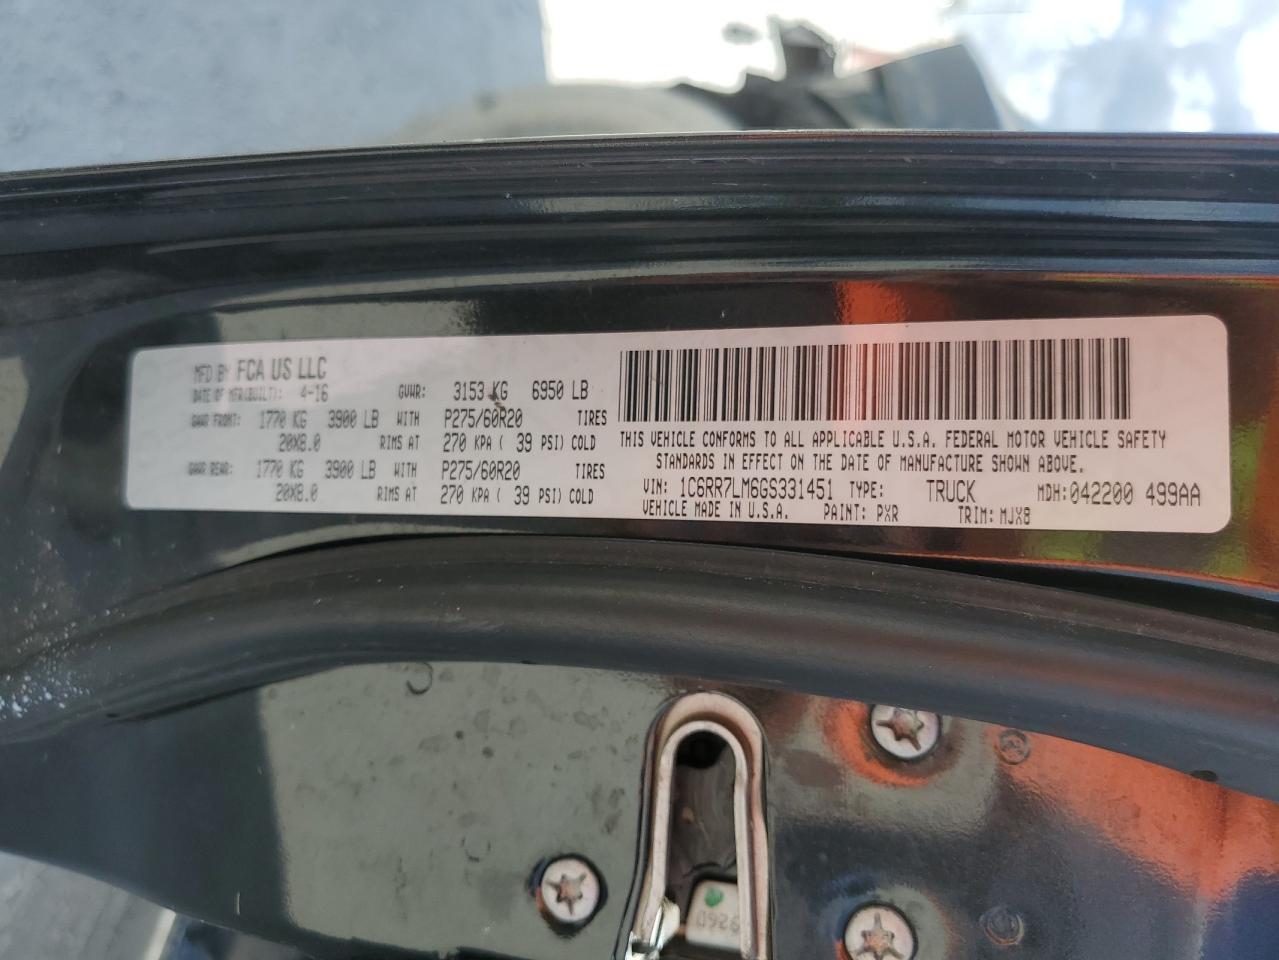 MFD BY FCA US LLC
DATE OF MFR(BUILT): 4-16 GVWR: 3153 KG 6950 LB
GAWR FRONT: 1770 KG 3900 LB WITH P275/60R20 TIRES
20X8.0 RIMS AT 270 KPA ( 39 PSI) COLD
GAWR REAR: 1770 KG 3900 LB WITH P275/60R20 TIRES
20X8.0 RIMS AT 270 KPA ( 39 PSI) COLD
THIS VEHICLE CONFORMS TO ALL APPLICABLE U.S.A. FEDERAL MOTOR VEHICLE SAFETY
STANDARDS IN EFFECT ON THE DATE OF MANUFACTURE SHOWN ABOVE.
VIN: 1C6RR7LM6GS331451 TYPE: TRUCK MDH:042200 499AA
VEHICLE MADE IN U.S.A. PAINT: PXR TRIM: MJX8
0926